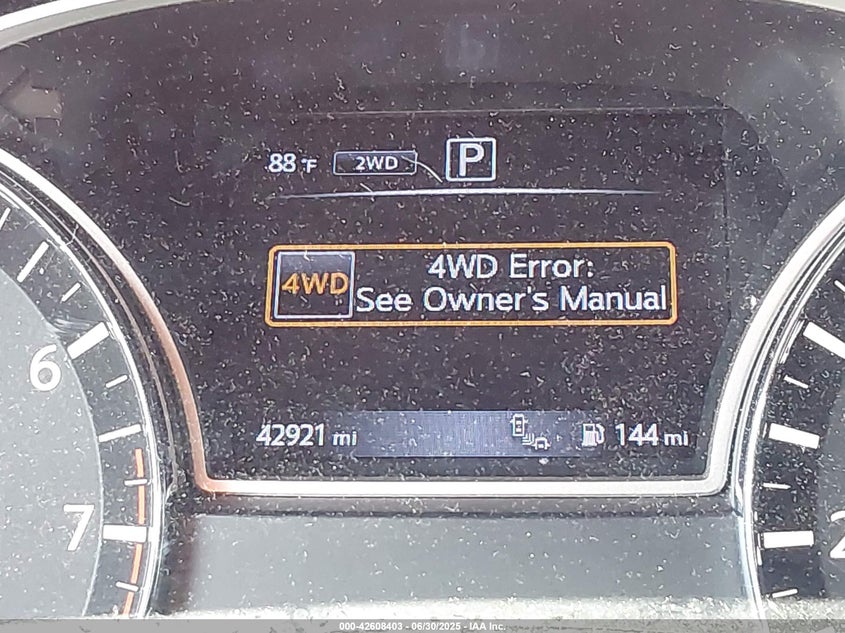 88°F 2WD P
4WD 4WD Error:
See Owner's Manual
42921 mi 144 mi
6
7
2
000-42608403 - 06/30/2025 - IAA Inc.